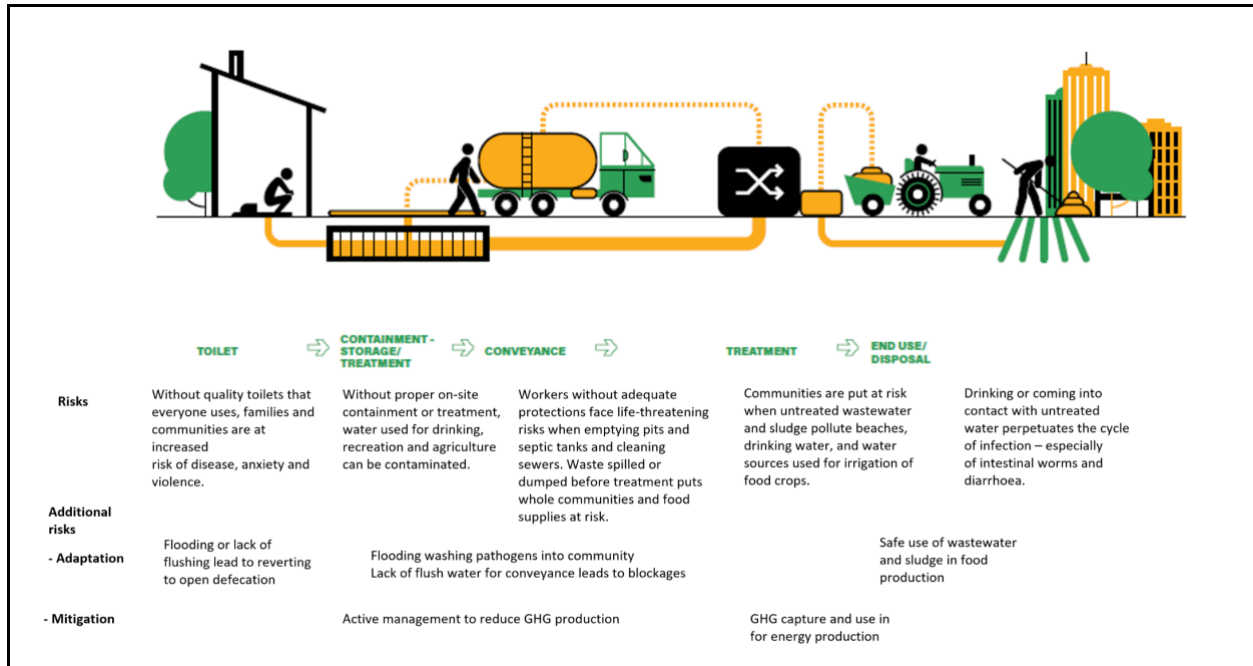 TOILET
CONTAINMENT -
STORAGE/
TREATMENT
CONVEYANCE
TREATMENT
END USE/
DISPOSAL
Risks
Without quality toilets that
everyone uses, families and
communities are at
increased
risk of disease, anxiety and
violence.
Without proper on-site
containment or treatment,
water used for drinking,
recreation and agriculture
can be contaminated.
Workers without adequate
protections face life-threatening
risks when emptying pits and
septic tanks and cleaning
sewers. Waste spilled or
dumped before treatment puts
whole communities and food
supplies at risk.
Communities are put at risk
when untreated wastewater
and sludge pollute beaches,
drinking water, and water
sources used for irrigation of
food crops.
Drinking or coming into
contact with untreated
water perpetuates the cycle
of infection – especially
of intestinal worms and
diarrhoea.
Additional
risks
- Adaptation
Flooding or lack of
flushing lead to reverting
to open defecation
Flooding washing pathogens into community
Lack of flush water for conveyance leads to blockages
Safe use of wastewater
and sludge in food
production
- Mitigation
Active management to reduce GHG production
GHG capture and use in
for energy production